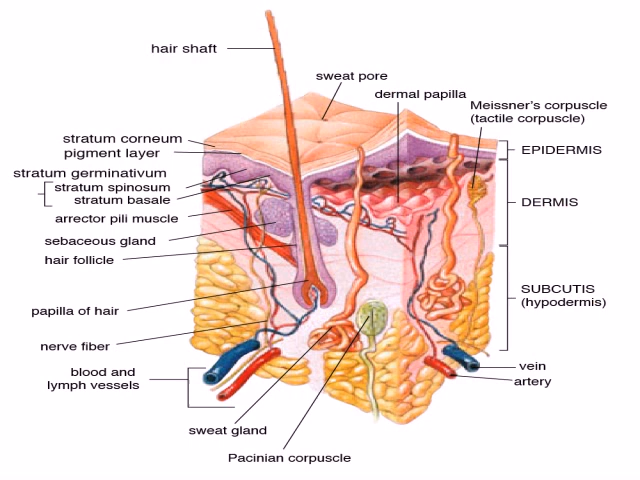 hair shaft
sweat pore
dermal papilla
Meissner's corpuscle
(tactile corpuscle)
stratum corneum
pigment layer
stratum germinativum
stratum spinosum
stratum basale
arrector pili muscle
sebaceous gland
hair follicle
papilla of hair
nerve fiber
blood and
lymph vessels
sweat gland
Pacinian corpuscle
EPIDERMIS
DERMIS
SUBCUTIS
(hypodermis)
vein
artery